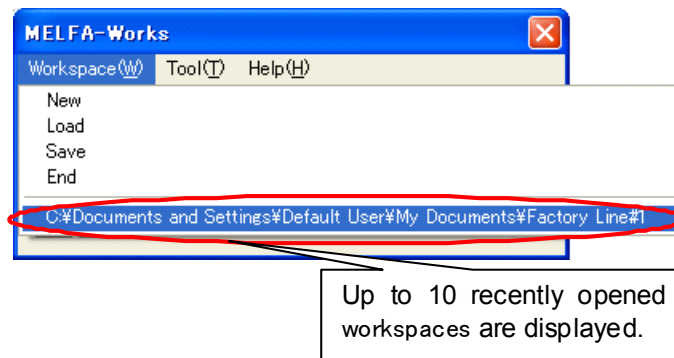 MELFA-Works
Workspace(W) Tool(T) Help(H)
New
Load
Save
End
C:¥Documents and Settings¥Default User¥My Documents¥Factory Line#1
Up to 10 recently opened
workspaces are displayed.